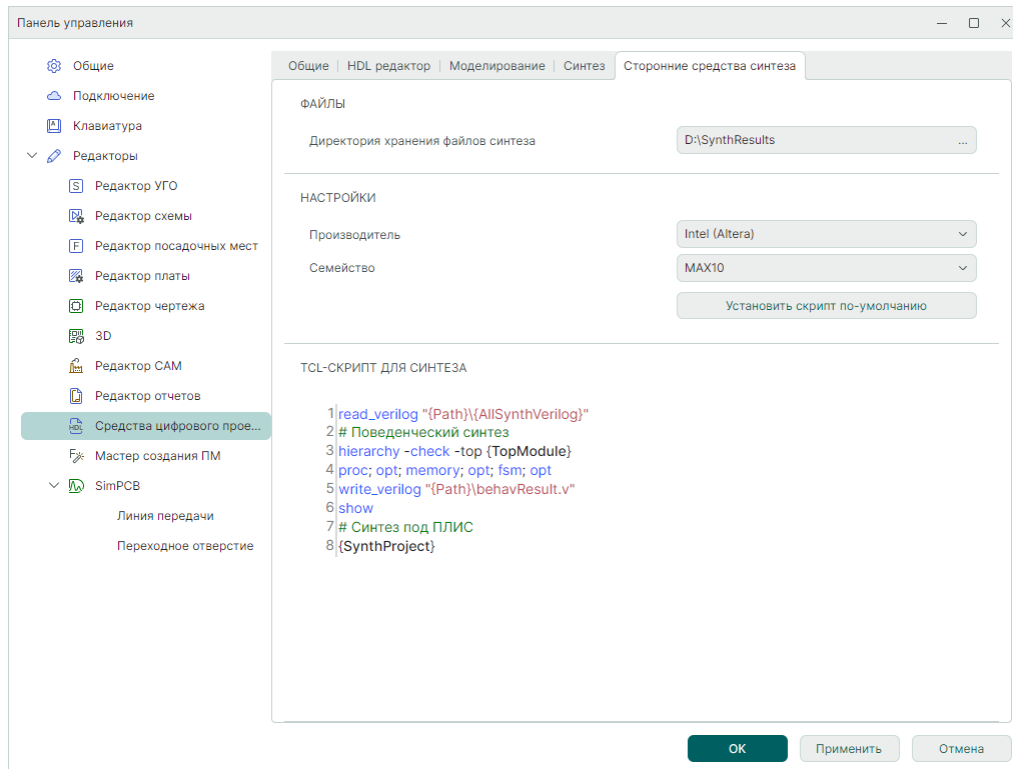 Панель управления
Общие
Подключение
Клавиатура
Редакторы
Редактор УГО
Редактор схемы
Редактор посадочных мест
Редактор платы
Редактор чертежа
3D
Редактор CAM
Редактор отчетов
Средства цифрового прое...
Мастер создания ПМ
SimPCB
Линия передачи
Переходное отверстие
Общие HDL редактор Моделирование Синтез Сторонние средства синтеза
ФАЙЛЫ
Директория хранения файлов синтеза D:\SynthResults ...
НАСТРОЙКИ
Производитель Intel (Altera)
Семейство MAX10
Установить скрипт по-умолчанию
TCL-СКРИПТ ДЛЯ СИНТЕЗА
1 read_verilog "{Path}\{AllSynthVerilog}"
2 # Поведенческий синтез
3 hierarchy -check -top {TopModule}
4 proc; opt; memory; opt; fsm; opt
5 write_verilog "{Path}\behavResult.v"
6 show
7 # Синтез под ПЛИС
8 {SynthProject}
ОК Применить Отмена